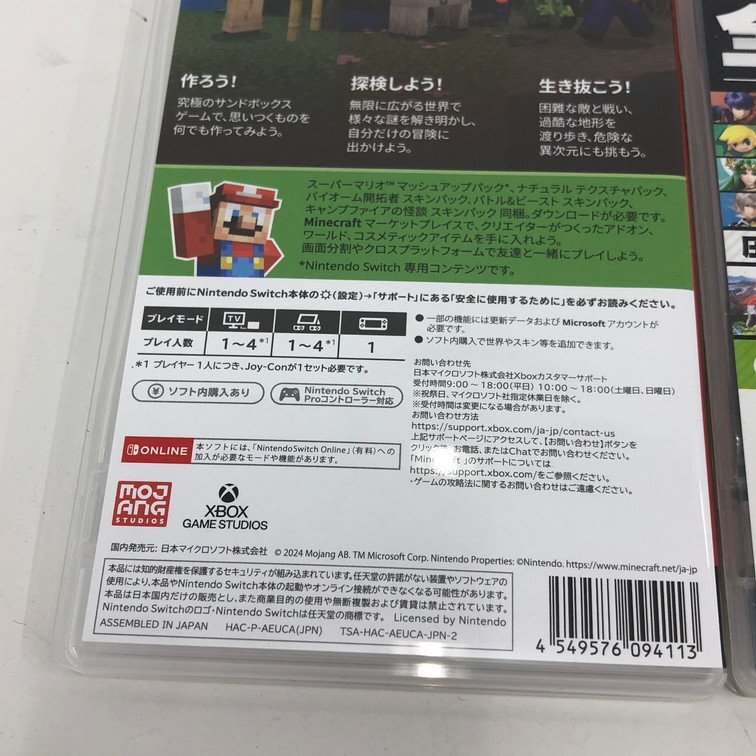 作ろう!
究極のサンドボックス
ゲームで、思いつくものを
何でも作ってみよう。
探検しよう!
無限に広がる世界で
様々な謎を解き明かし、
自分だけの冒険に
出かけよう。
生き抜こう!
困難な敵と戦い、
過酷な地形を
渡り歩き、危険な
異次元にも挑もう。
スーパーマリオ™ マッシュアップパック*、ナチュラル テクスチャパック、
バイオーム開拓者 スキンパック、バトル&ビースト スキンパック、
キャンプファイアの怪談 スキンパック 同梱。ダウンロードが必要です。
Minecraft マーケットプレイスで、クリエイターがつくったアドオン、
ワールド、コスメティックアイテムを手に入れよう。
画面分割やクロスプラットフォームで友達と一緒にプレイしよう。
*Nintendo Switch 専用コンテンツです。
ご使用前にNintendo Switch本体の(設定)→「サポート」にある「安全に使用するために」を必ずお読みください。
プレイモード TV
プレイ人数 1~4*1 1~4*1 1
*1 プレイヤー 1人につき、Joy-Conが1セット必要です。
ソフト内購入あり
Nintendo Switch
Proコントローラー対応
● 一部の機能には更新データおよび Microsoft アカウントが
必要です。
● ソフト内購入で世界やスキン等を追加できます。
お問い合わせ先
日本マイクロソフト株式会社Xboxカスタマーサポート
受付時間9:00 ~ 18:00(平日) 10:00 ~ 18:00(土曜日、日曜日)
※祝祭日、マイクロソフト社指定休業日を除く。
※受付時間は変更になる場合があります。
お問い合わせ方法
https://support.xbox.com/ja-jp/contact-us
上記サポートページにアクセスして、【お問い合わせ】ボタンを
クリック後、お電話、またはChatでお問い合わせください。
「Minecraft」のサポートについては
https://support.xbox.com/をご参照ください。
・ゲームの攻略法に関するお問い合わせはご遠慮ください。
ONLINE
本ソフトには、「Nintendo Switch Online」(有料)への
加入が必要なモードや機能があります。
MOJANG
STUDIOS
XBOX
GAME STUDIOS
国内発売元: 日本マイクロソフト株式会社 © 2024 Mojang AB. TM Microsoft Corp. Nintendo Properties: ©Nintendo. https://www.minecraft.net/ja-jp
本品には知的財産権を保護するセキュリティが組み込まれています。任天堂の許諾がない装置やソフトウェアの
使用により、本品やNintendo Switch本体の起動やオンライン接続ができなくなる可能性があります。
本品は日本国内だけの販売とし、また商業目的の使用や無断複製および賃貸は禁止されています。
Nintendo Switchのロゴ・Nintendo Switchは任天堂の商標です。 Licensed by Nintendo
ASSEMBLED IN JAPAN HAC-P-AEUCA(JPN) TSA-HAC-AEUCA-JPN-2
4 549576 094113